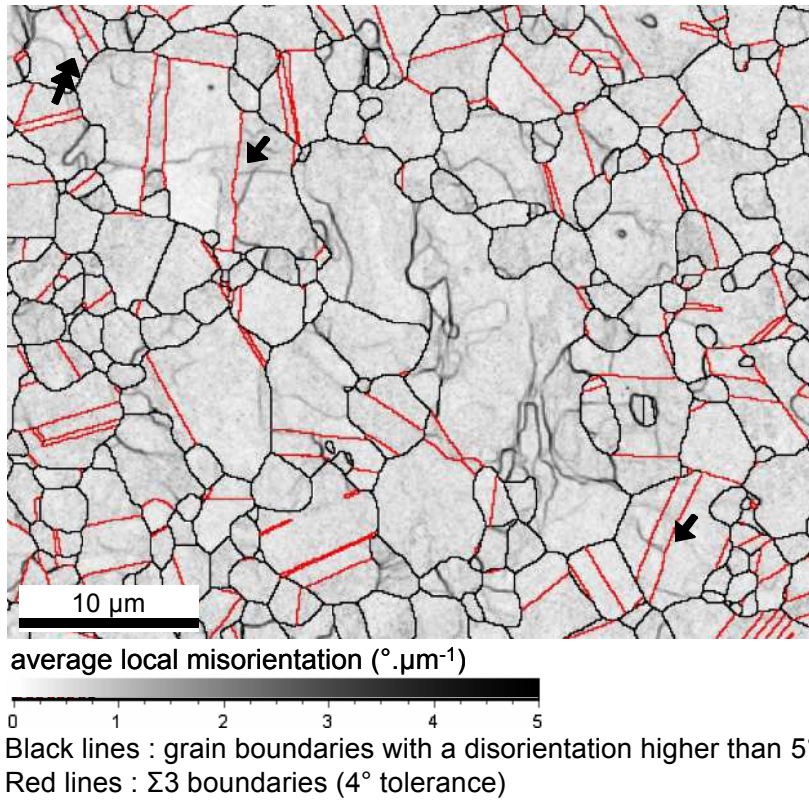 10 µm
average local misorientation (°.µm-1)
0 1 2 3 4 5
Black lines : grain boundaries with a disorientation higher than 5°
Red lines : Σ3 boundaries (4° tolerance)